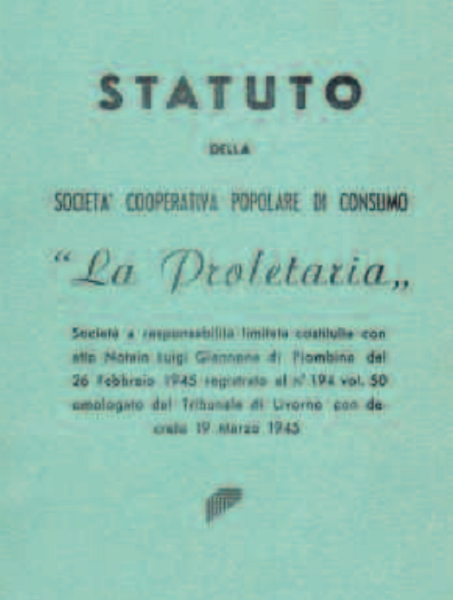 STATUTO
DELLA
SOCIETA' COOPERATIVA POPOLARE DI CONSUMO
“La Proletaria„
Società a responsabilità limitata costituita con
atto Notaio Luigi Giannone di Piombino del
26 Febbraio 1945 registrato al n° 194 vol. 50
omologato dal Tribunale di Livorno con de-
creto 19 Marzo 1945